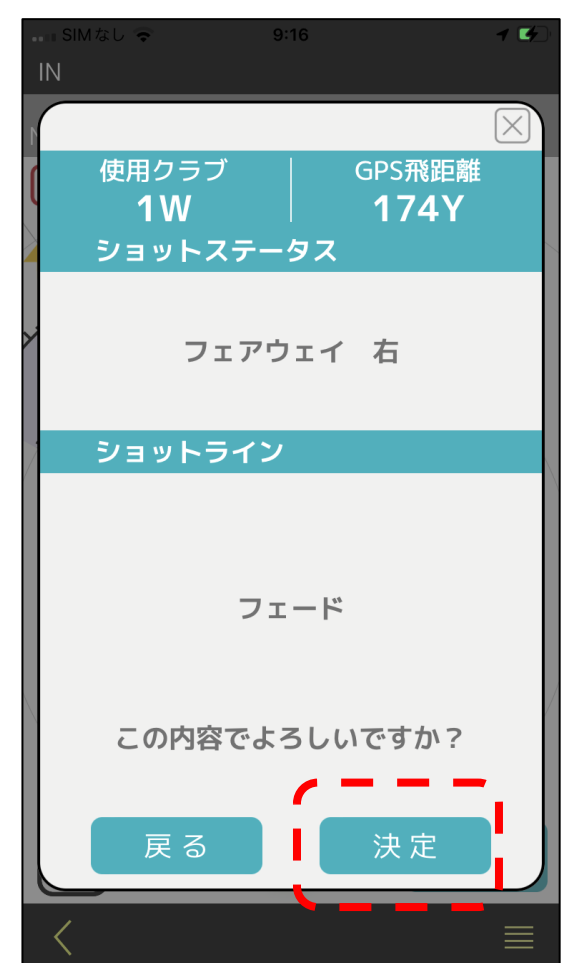 SIMなし 9:16
IN
使用クラブ GPS飛距離
1W 174Y
ショットステータス
フェアウェイ 右
ショットライン
フェード
この内容でよろしいですか？
戻る 決定